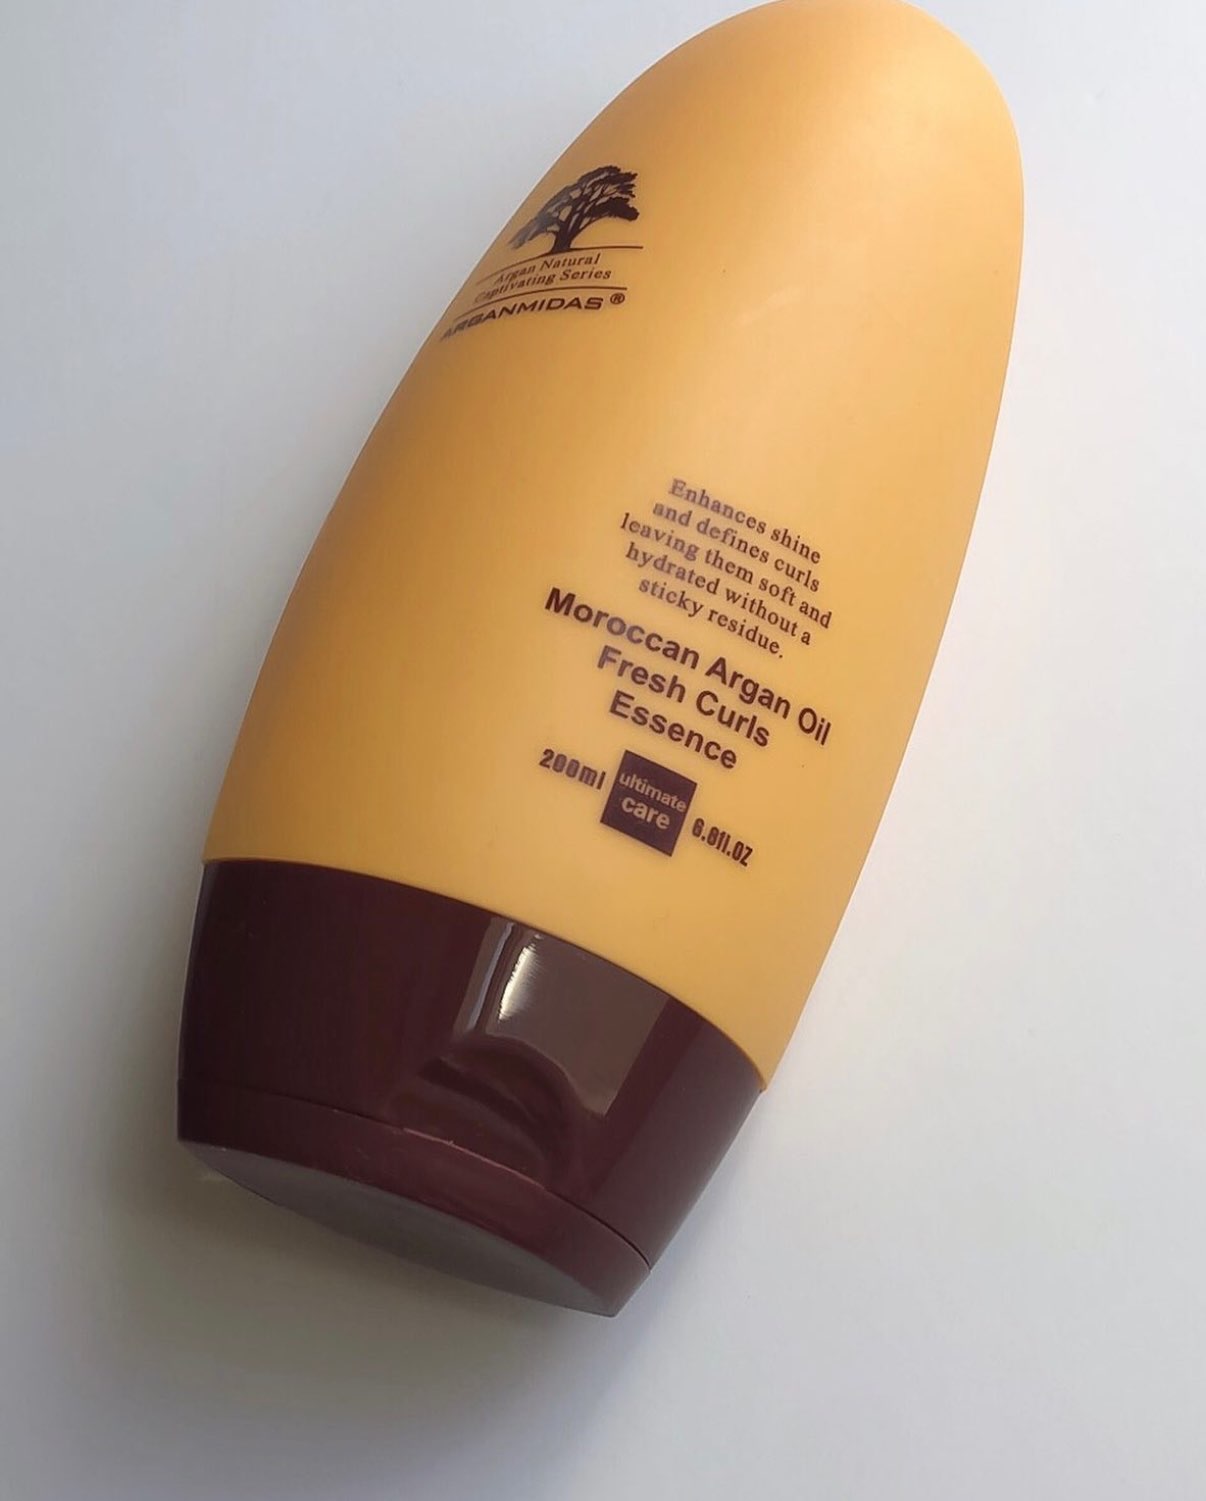 Argan Natural
Captivating Series
ARGANMIDAS ®
Enhances shine
and defines curls
leaving them soft and
hydrated without a
sticky residue.
Moroccan Argan Oil
Fresh Curls
Essence
200ml
ultimate
care
6.8fl.oz